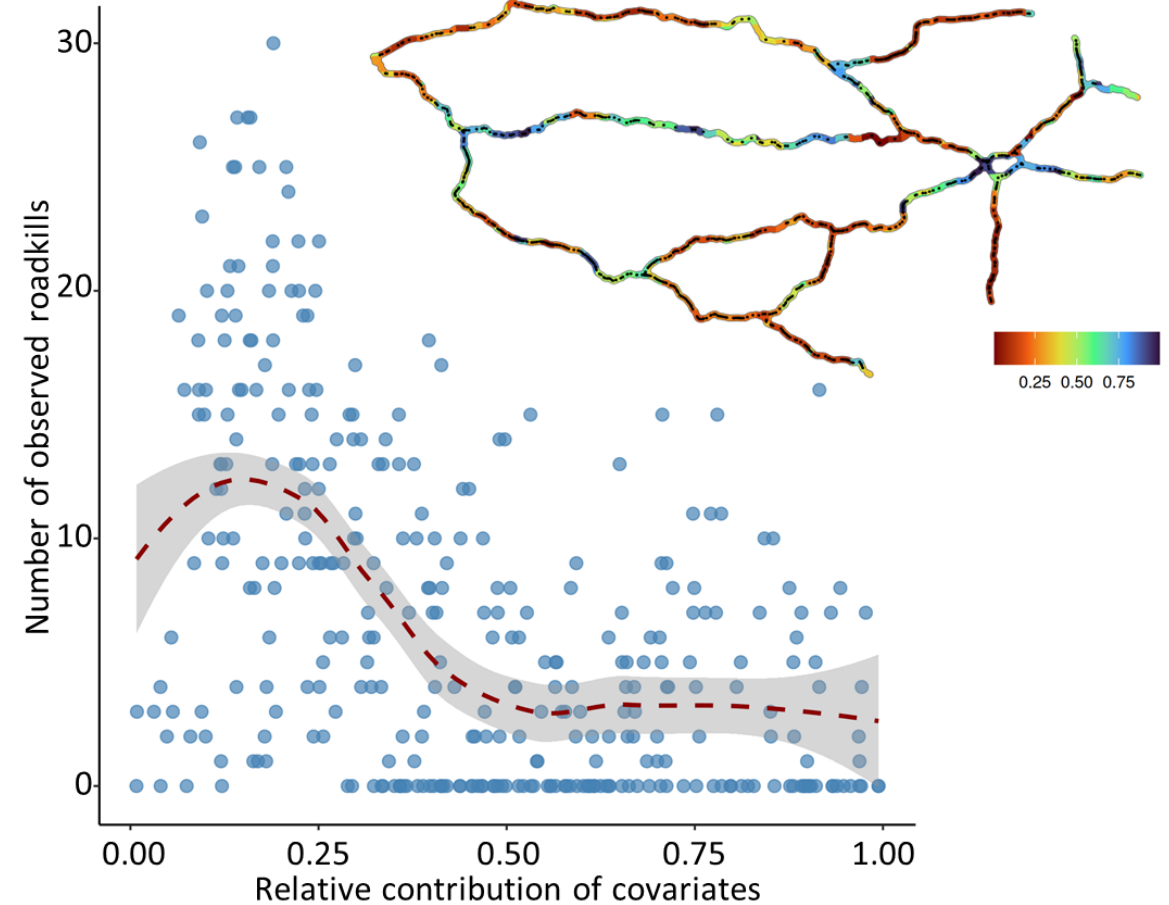 30
20
10
0
Number of observed roadkills
0.25 0.50 0.75
0.00 0.25 0.50 0.75 1.00
Relative contribution of covariates